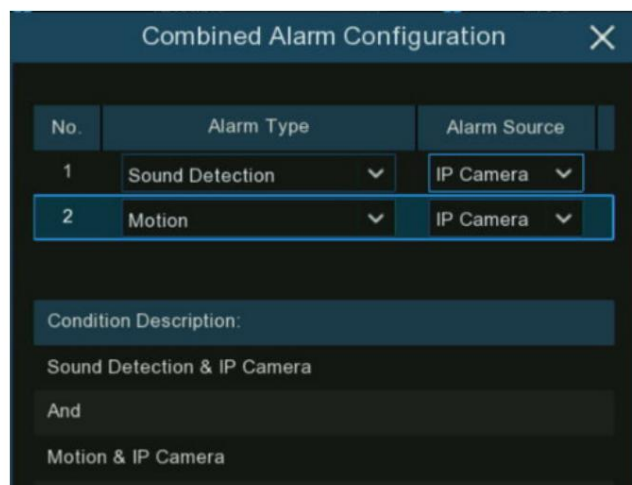 Combined Alarm Configuration
No. Alarm Type Alarm Source
1 Sound Detection IP Camera
2 Motion IP Camera
Condition Description:
Sound Detection & IP Camera
And
Motion & IP Camera